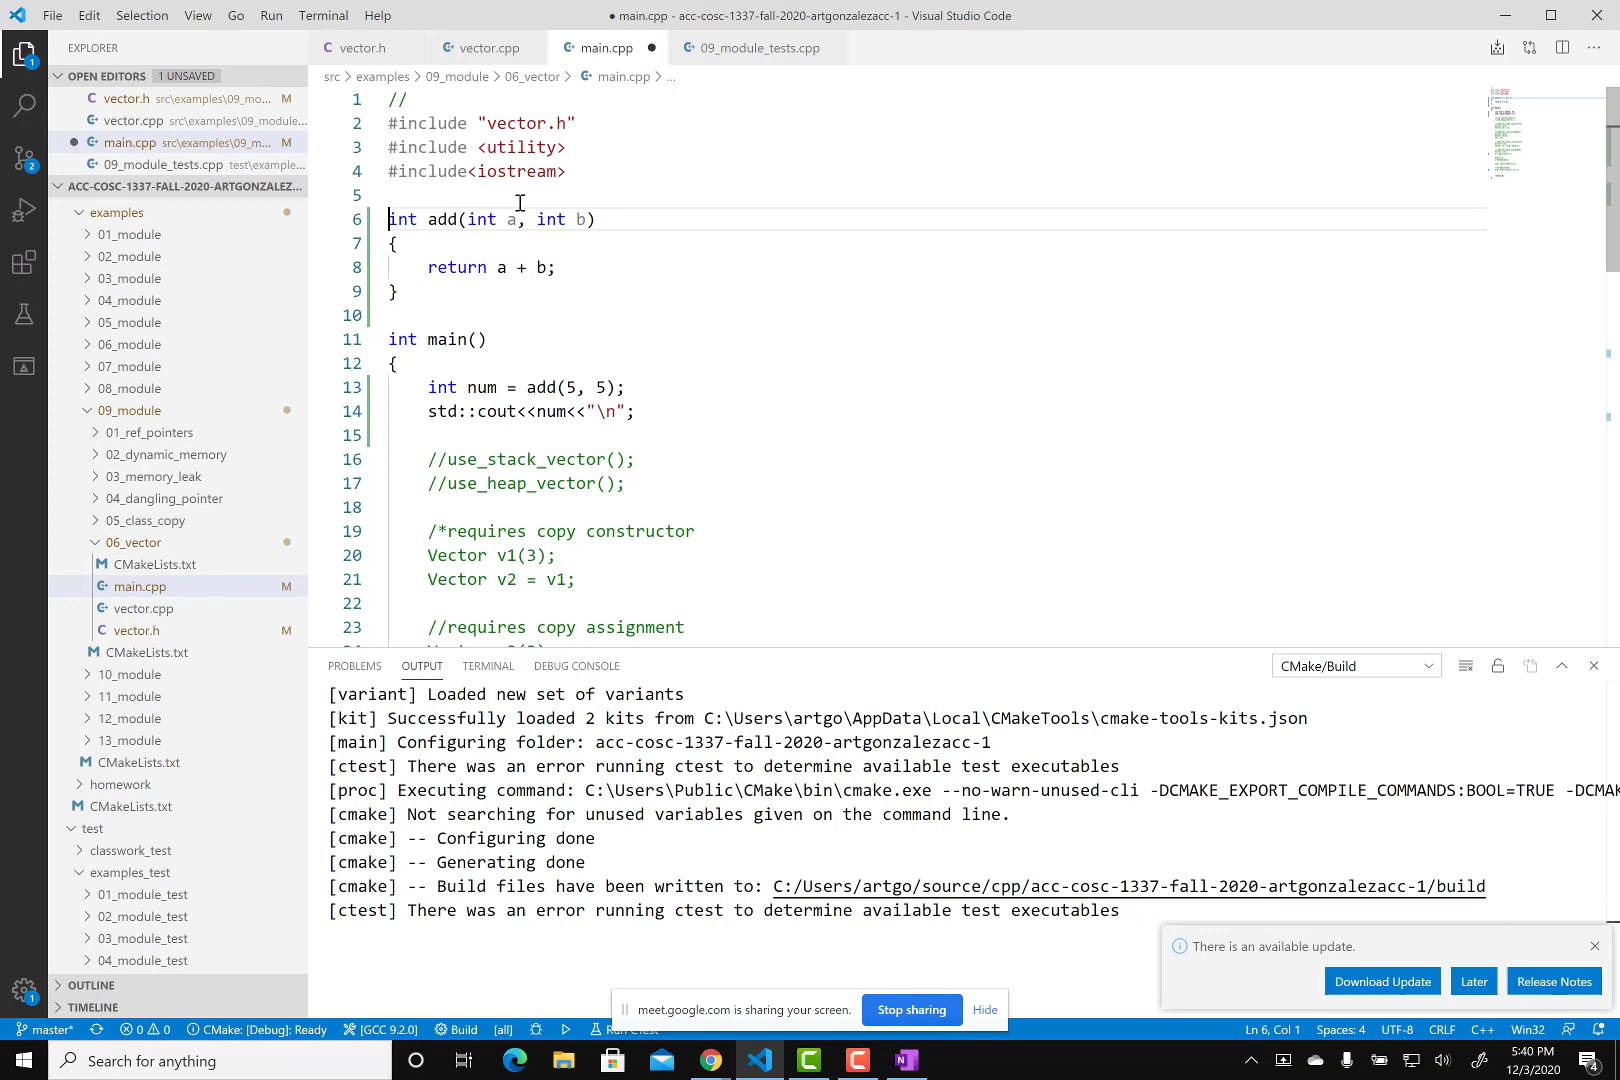 File Edit Selection View Go Run Terminal Help
● main.cpp - acc-cosc-1337-fall-2020-artgonzalezacc-1 - Visual Studio Code
EXPLORER
OPEN EDITORS 1 UNSAVED
vector.h src\examples\09_mo... M
vector.cpp src\examples\09_module...
main.cpp src\examples\09_m... M
09_module_tests.cpp test\example...
ACC-COSC-1337-FALL-2020-ARTGONZALEZ...
examples
01_module
02_module
03_module
04_module
05_module
06_module
07_module
08_module
09_module
01_ref_pointers
02_dynamic_memory
03_memory_leak
04_dangling_pointer
05_class_copy
06_vector
CMakeLists.txt
main.cpp M
vector.cpp
vector.h M
CMakeLists.txt
10_module
11_module
12_module
13_module
CMakeLists.txt
homework
CMakeLists.txt
test
classwork_test
examples_test
01_module_test
02_module_test
03_module_test
04_module_test
OUTLINE
TIMELINE
vector.h vector.cpp main.cpp ● 09_module_tests.cpp
src > examples > 09_module > 06_vector > main.cpp > ...
1 //
2 #include "vector.h"
3 #include <utility>
4 #include<iostream>
5
6 int add(int a, int b)
7 {
8 return a + b;
9 }
10
11 int main()
12 {
13 int num = add(5, 5);
14 std::cout<<num<<"\n";
15
16 //use_stack_vector();
17 //use_heap_vector();
18
19 /*requires copy constructor
20 Vector v1(3);
21 Vector v2 = v1;
22
23 //requires copy assignment
PROBLEMS OUTPUT TERMINAL DEBUG CONSOLE CMake/Build
[variant] Loaded new set of variants
[kit] Successfully loaded 2 kits from C:\Users\artgo\AppData\Local\CMakeTools\cmake-tools-kits.json
[main] Configuring folder: acc-cosc-1337-fall-2020-artgonzalezacc-1
[ctest] There was an error running ctest to determine available test executables
[proc] Executing command: C:\Users\Public\CMake\bin\cmake.exe --no-warn-unused-cli -DCMAKE_EXPORT_COMPILE_COMMANDS:BOOL=TRUE -DCMAK
[cmake] Not searching for unused variables given on the command line.
[cmake] -- Configuring done
[cmake] -- Generating done
[cmake] -- Build files have been written to: C:/Users/artgo/source/cpp/acc-cosc-1337-fall-2020-artgonzalezacc-1/build
[ctest] There was an error running ctest to determine available test executables
There is an available update.
Download Update Later Release Notes
meet.google.com is sharing your screen. Stop sharing Hide
master* 0 0 CMake: [Debug]: Ready [GCC 9.2.0] Build [all] Ln 6, Col 1 Spaces: 4 UTF-8 CRLF C++ Win32
Search for anything
5:40 PM
12/3/2020